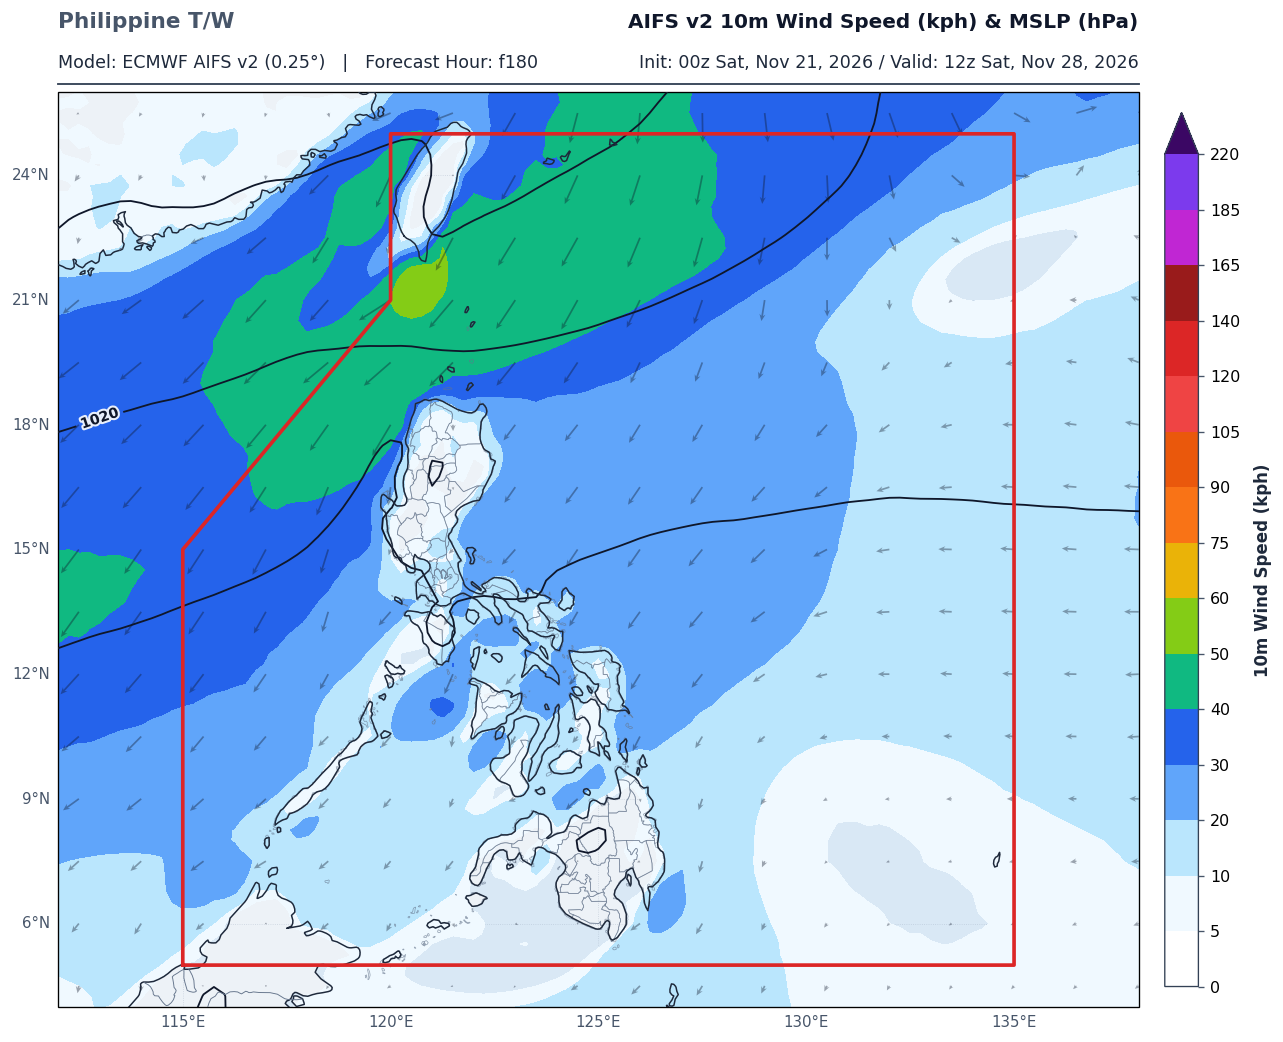 Philippine T/W
AIFS v2 10m Wind Speed (kph) & MSLP (hPa)
Model: ECMWF AIFS v2 (0.25°)   |   Forecast Hour: f180
Init: 00z Sat, Nov 21, 2026 / Valid: 12z Sat, Nov 28, 2026
24°N
21°N
18°N
15°N
12°N
9°N
6°N
1020
115°E
120°E
125°E
130°E
135°E
220
185
165
140
120
105
90
75
60
50
40
30
20
10
5
0
10m Wind Speed (kph)